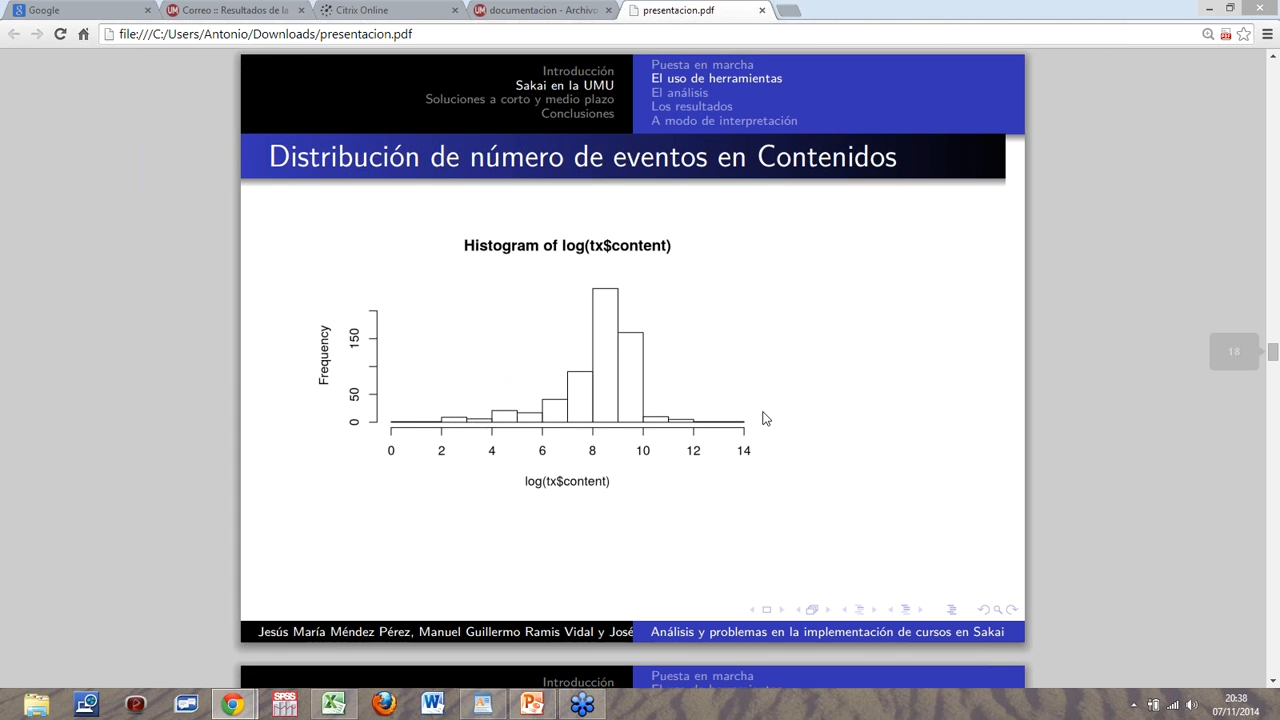 Google
Correo :: Resultados de la
Citrix Online
documentacion - Archivo
presentacion.pdf
file:///C:/Users/Antonio/Downloads/presentacion.pdf
Introducción
Sakai en la UMU
Soluciones a corto y medio plazo
Conclusiones
Puesta en marcha
El uso de herramientas
El análisis
Los resultados
A modo de interpretación
Distribución de número de eventos en Contenidos
Histogram of log(tx$content)
Frequency
150
50
0
0 2 4 6 8 10 12 14
log(tx$content)
18
Jesús María Méndez Pérez, Manuel Guillermo Ramis Vidal y José
Análisis y problemas en la implementación de cursos en Sakai
Introducción
Puesta en marcha
SPSS
20:38
07/11/2014